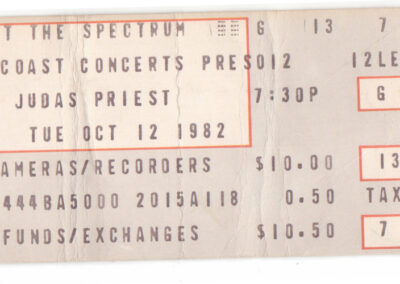 T THE SPECTRUM G 13 7
COAST CONCERTS PRES012 12LE
JUDAS PRIEST 7:30P G
TUE OCT 12 1982
AMERAS/RECORDERS $10.00 13
444BA5000 2015A118 0.50 TAX
FUNDS/EXCHANGES $10.50 7